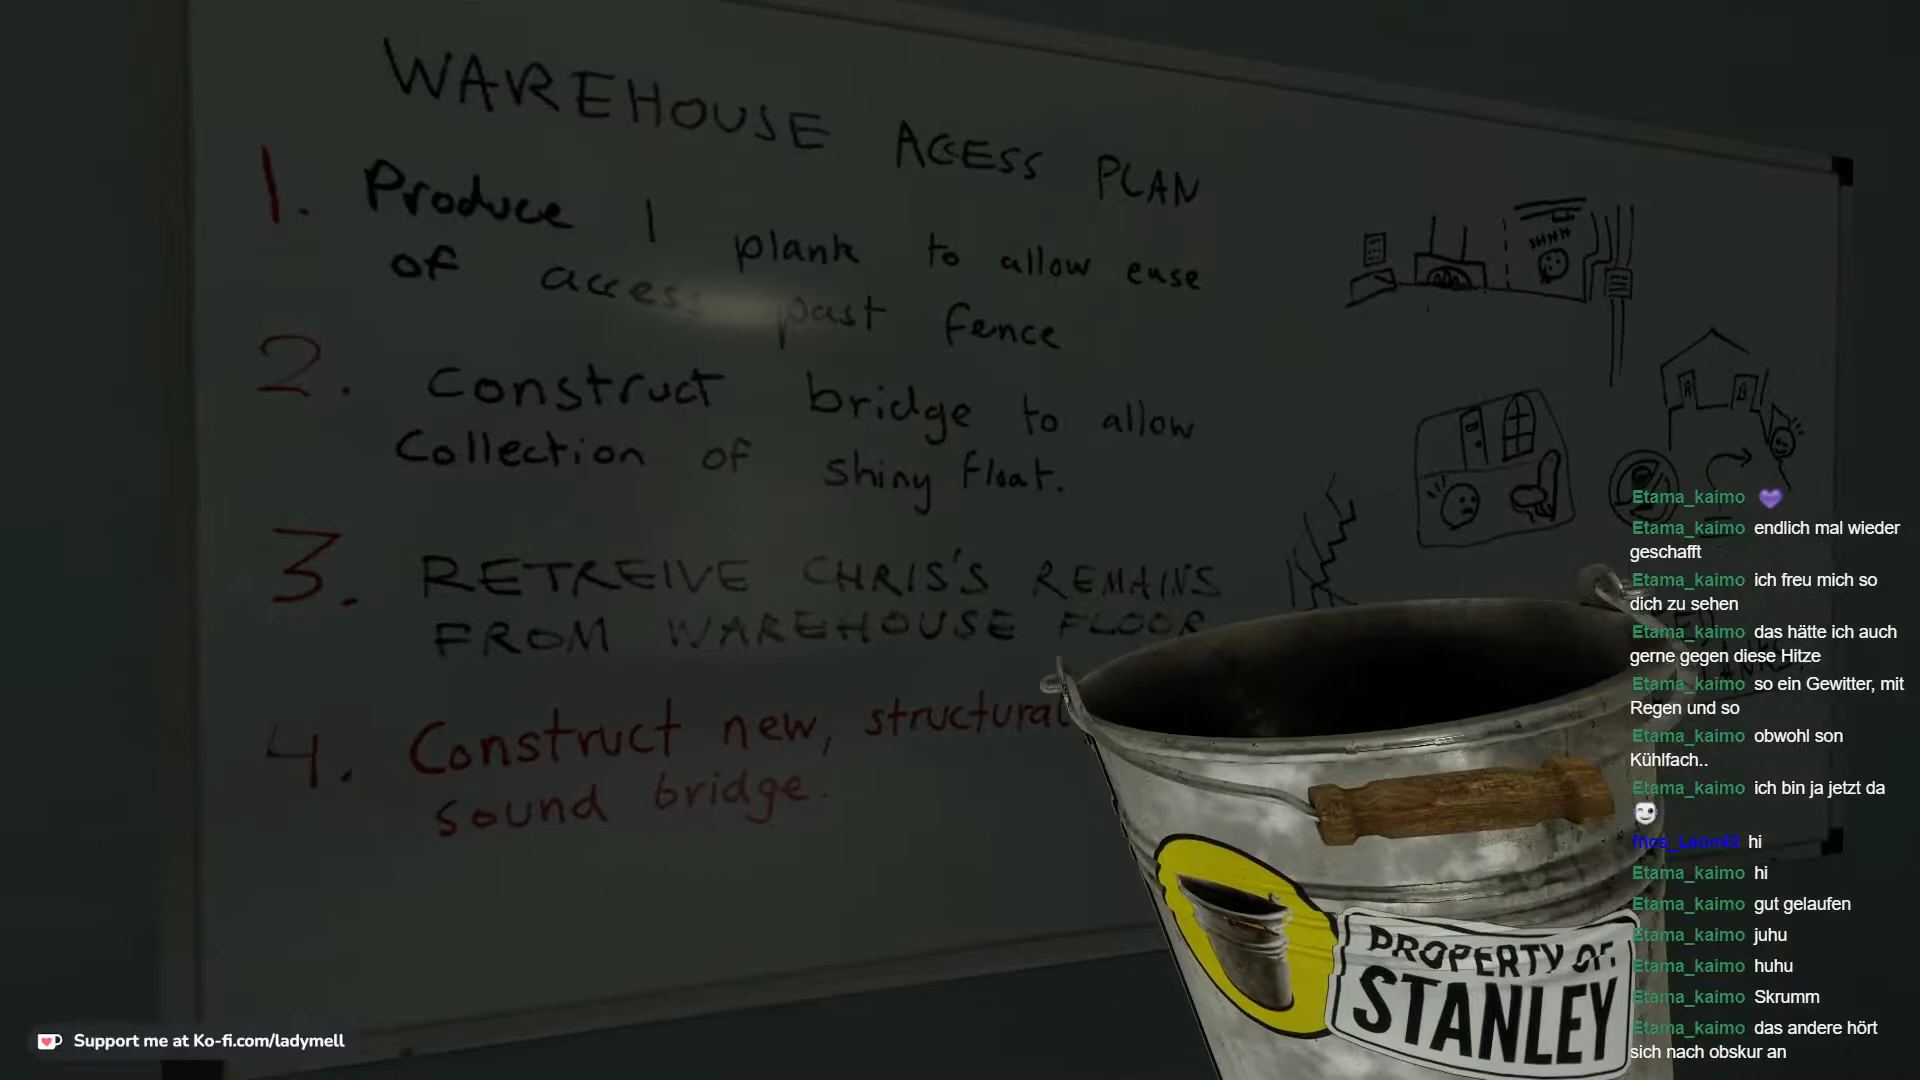 WAREHOUSE ACCESS PLAN
1. Produce 1 plank to allow ease
of access past fence
2. Construct bridge to allow
Collection of shiny float.
3. RETREIVE CHRIS'S REMAINS
FROM WAREHOUSE FLOOR
4. Construct new, structural
sound bridge.
R
B
PROPERTY OF:
STANLEY
Etama_kaimo
Etama_kaimo endlich mal wieder
geschafft
Etama_kaimo ich freu mich so
dich zu sehen
Etama_kaimo das hätte ich auch
gerne gegen diese Hitze
Etama_kaimo so ein Gewitter, mit
Regen und so
Etama_kaimo obwohl son
Kühlfach..
Etama_kaimo ich bin ja jetzt da
fncs_Leon43 hi
Etama_kaimo hi
Etama_kaimo gut gelaufen
Etama_kaimo juhu
Etama_kaimo huhu
Etama_kaimo Skrumm
Etama_kaimo das andere hört
sich nach obskur an
Support me at Ko-fi.com/ladymell